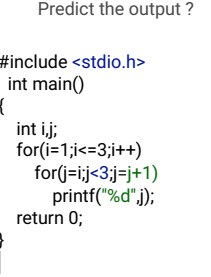 Predict the output ?
#include <stdio.h>
int main()
{
int i,j;
for(i=1;i<=3;i++)
for(j=i;j<3;j=j+1)
printf("%d",j);
return 0;
}